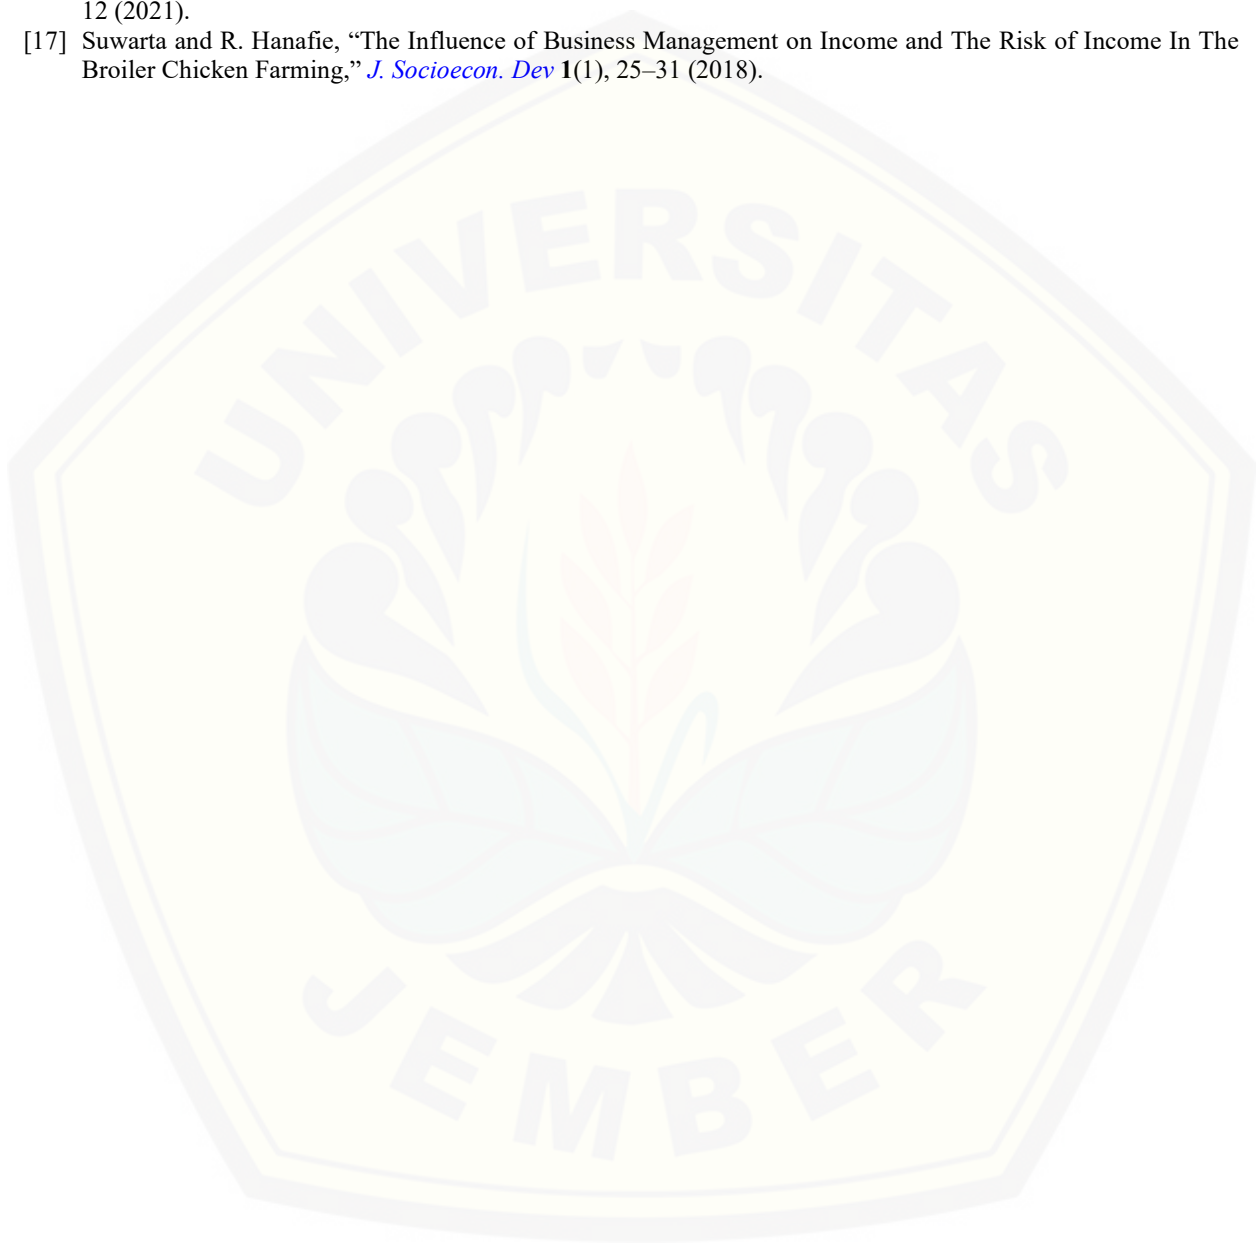 12 (2021).
[17] Suwarta and R. Hanafie, “The Influence of Business Management on Income and The Risk of Income In The
Broiler Chicken Farming,” J. Socioecon. Dev 1(1), 25–31 (2018).
UNIVERSITAS
JEMBER